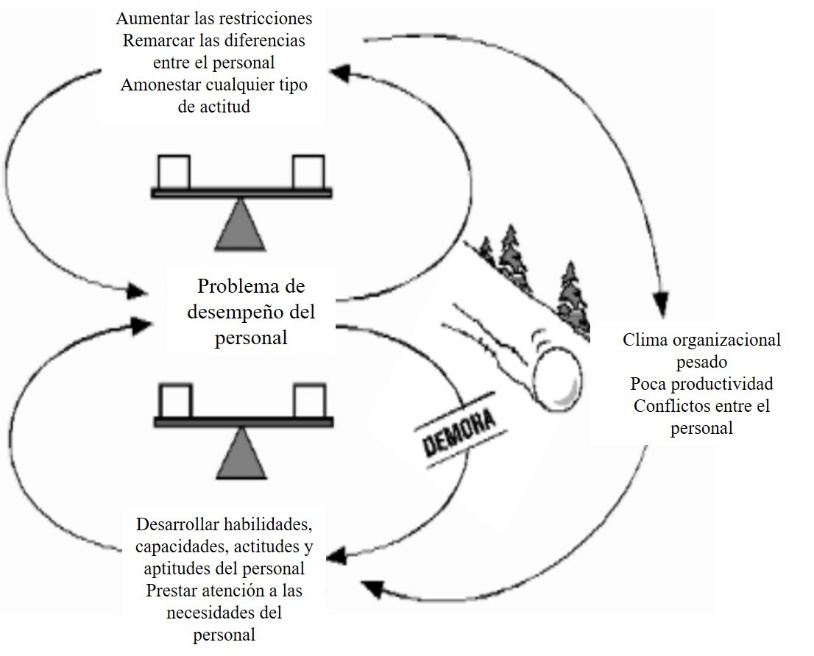 Aumentar las restricciones
Remarcar las diferencias
entre el personal
Amonestar cualquier tipo
de actitud
Problema de
desempeño del
personal
Clima organizacional
pesado
Poca productividad
Conflictos entre el
personal
DEMORA
Desarrollar habilidades,
capacidades, actitudes y
aptitudes del personal
Prestar atención a las
necesidades del
personal